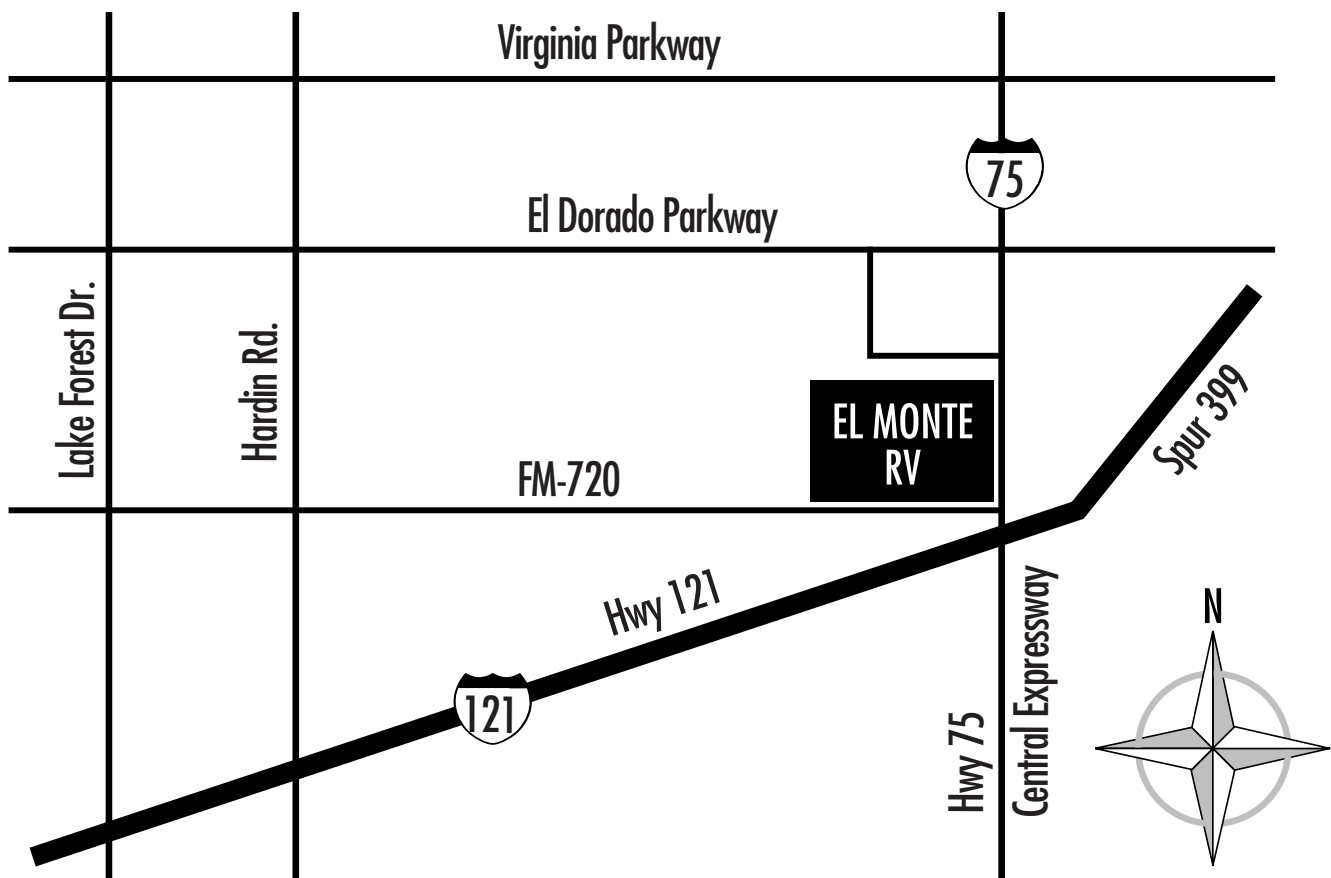 Virginia Parkway
75
El Dorado Parkway
Lake Forest Dr.
Hardin Rd.
EL MONTE
RV
Spur 399
FM-720
Hwy 121
121
N
Hwy 75
Central Expressway